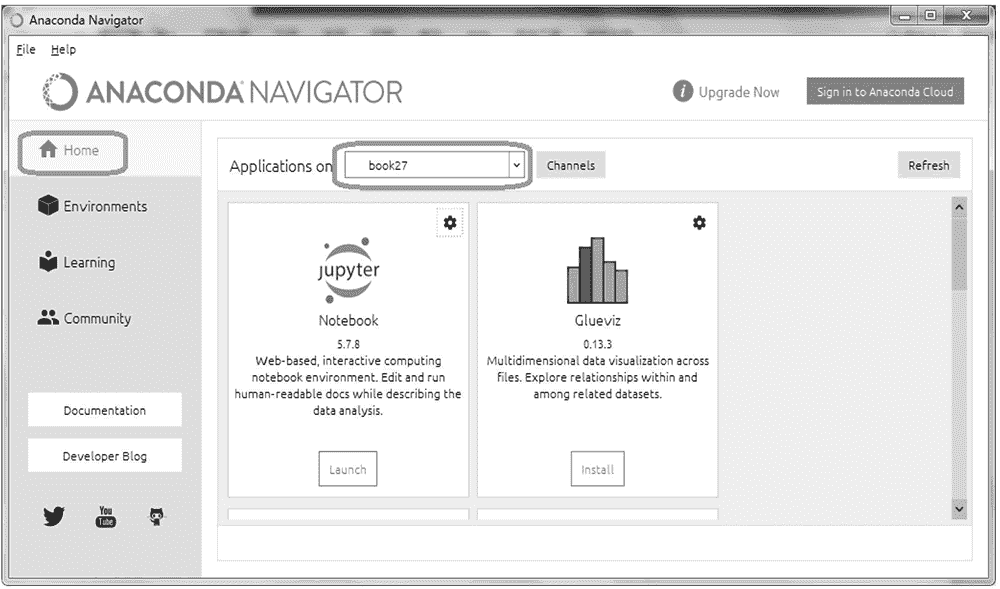 Anaconda Navigator
File Help
ANACONDA NAVIGATOR
i Upgrade Now
Sign in to Anaconda Cloud
Home
Environments
Learning
Community
Documentation
Developer Blog
You
Tube
Applications on book27 Channels Refresh
jupyter
Notebook
5.7.8
Web-based, interactive computing
notebook environment. Edit and run
human-readable docs while describing the
data analysis.
Launch
Glueviz
0.13.3
Multidimensional data visualization across
files. Explore relationships within and
among related datasets.
Install